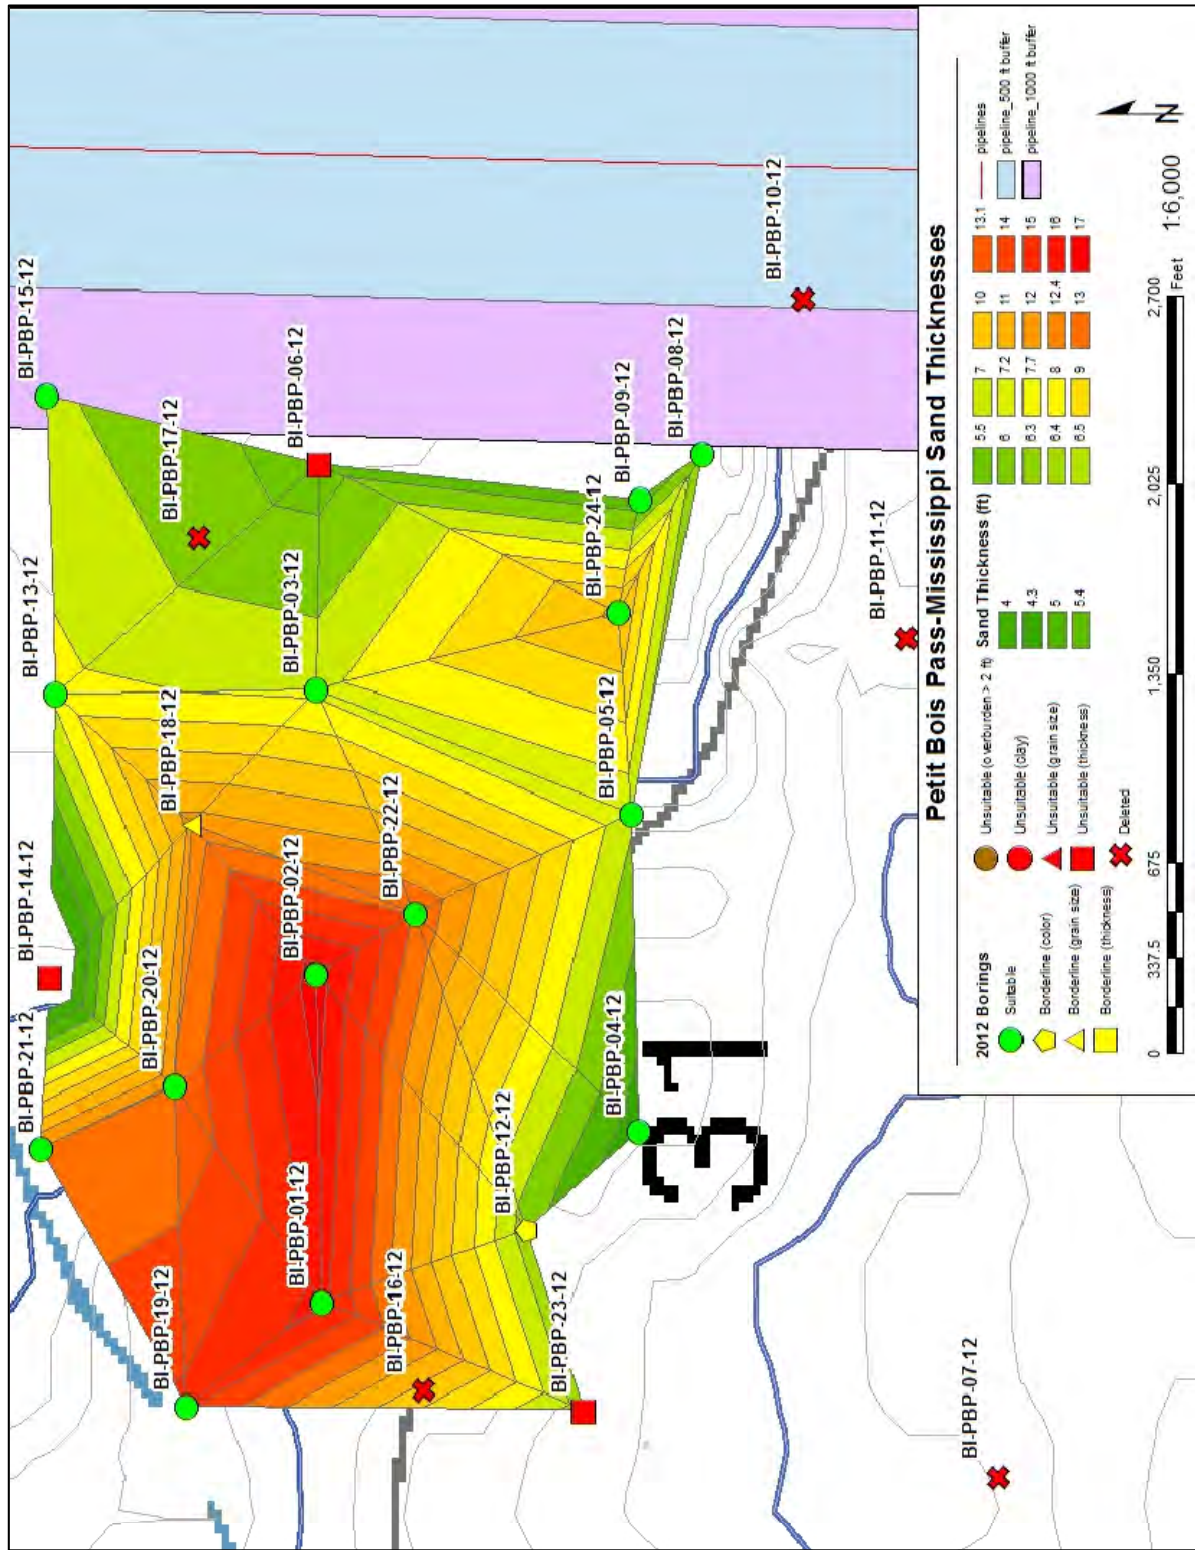 BI-PBP-15-12
BI-PBP-13-12
BI-PBP-14-12
BI-PBP-21-12
BI-PBP-17-12
BI-PBP-18-12
BI-PBP-20-12
BI-PBP-19-12
BI-PBP-06-12
BI-PBP-03-12
BI-PBP-02-12
BI-PBP-01-12
BI-PBP-22-12
BI-PBP-16-12
BI-PBP-24-12
BI-PBP-09-12
BI-PBP-08-12
BI-PBP-05-12
BI-PBP-04-12
BI-PBP-12-12
BI-PBP-23-12
BI-PBP-10-12
BI-PBP-11-12
BI-PBP-07-12
31
Petit Bois Pass-Mississippi Sand Thicknesses
2012 Borings
Suitable
Borderline (color)
Borderline (grain size)
Borderline (thickness)
Unsuitable (overburden > 2 ft)
Unsuitable (clay)
Unsuitable (grain size)
Unsuitable (thickness)
Deleted
Sand Thickness (ft)
4
4.3
5
5.4
5.5
6
6.3
6.4
6.5
7
7.2
7.7
8
9
10
11
12
12.4
13
13.1
14
15
16
17
pipelines
pipeline_500 ft buffer
pipeline_1000 ft buffer
0 337.5 675 1,350 2,025 2,700
Feet
1:6,000
N